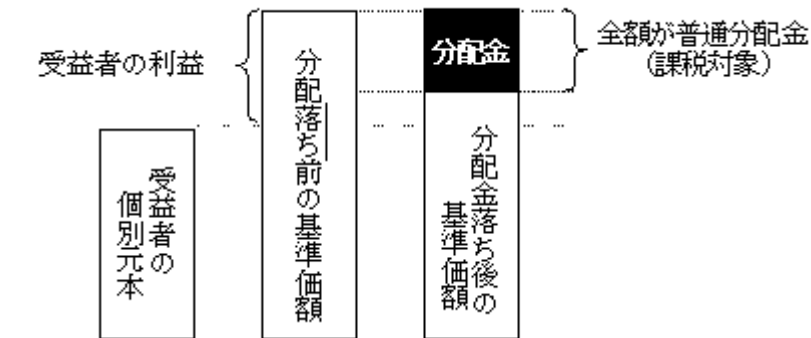 受益者の利益
分配落ち前の基準価額
分配金
全額が普通分配金
（課税対象）
受益者の
個別元本
分配金落ち後の
基準価額